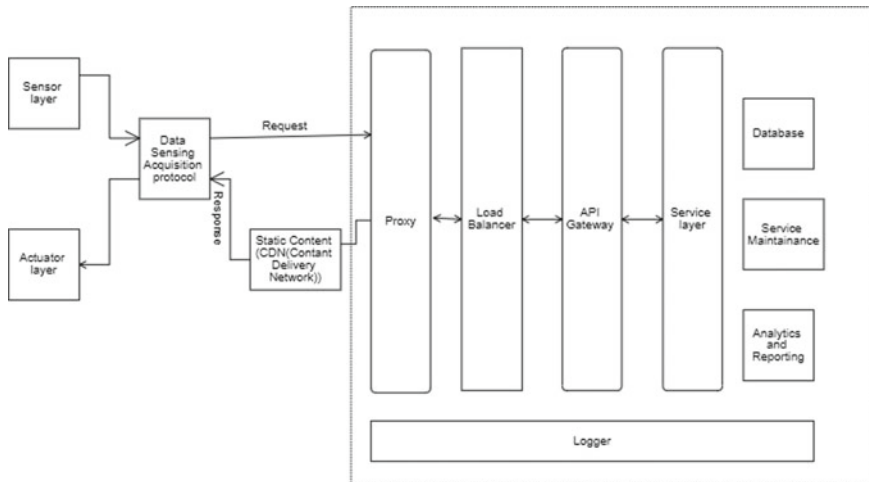 Sensor
layer
Data
Sensing
Acquisition
protocol
Request
Response
Actuator
layer
Static Content
(CDN(Contant
Delivery
Network))
Proxy
Load
Balancer
API
Gateway
Service
layer
Database
Service
Maintainance
Analytics
and
Reporting
Logger